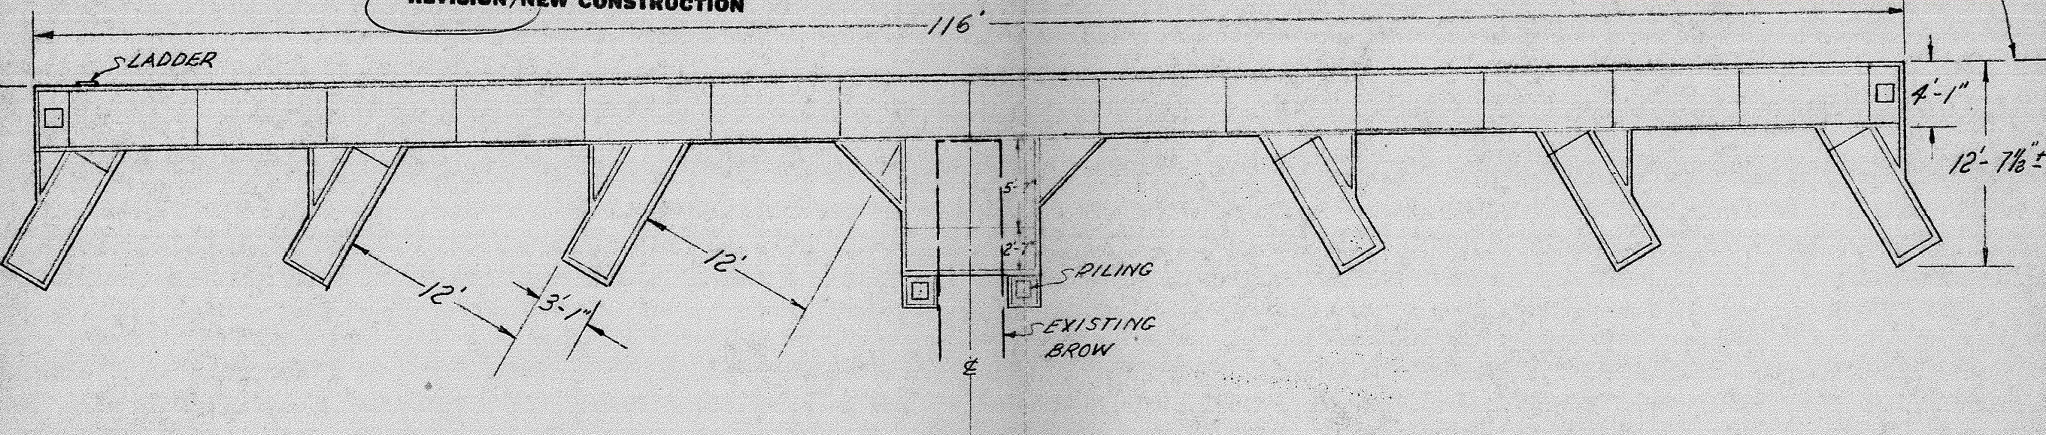 REVISION/NEW CONSTRUCTION
116'
LADDER
4'-1"
12'-7½"±
5'-7"
2'-7"
12'
12'
3'-1"
PILING
EXISTING
BROW
℄